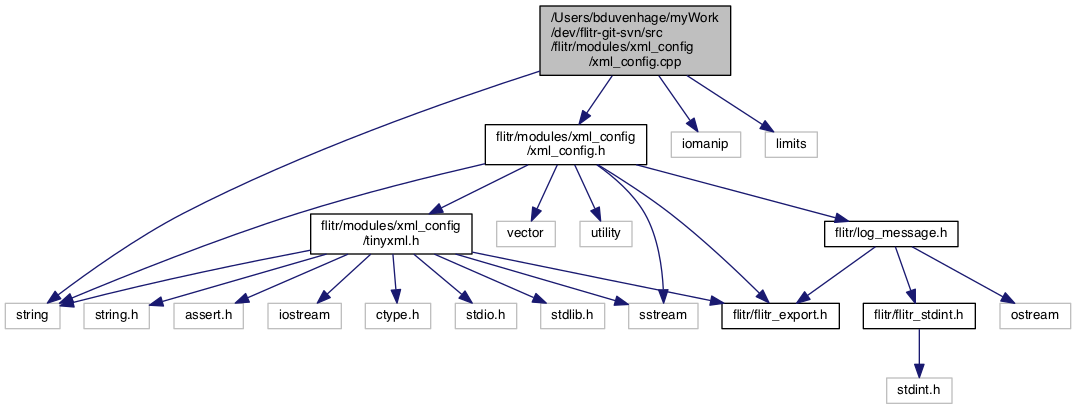 /Users/bduvenhage/myWork
/dev/flitr-git-svn/src
/flitr/modules/xml_config
/xml_config.cpp
flitr/modules/xml_config
/xml_config.h
iomanip
limits
flitr/modules/xml_config
/tinyxml.h
vector
utility
flitr/log_message.h
string
string.h
assert.h
iostream
ctype.h
stdio.h
stdlib.h
sstream
flitr/flitr_export.h
flitr/flitr_stdint.h
ostream
stdint.h